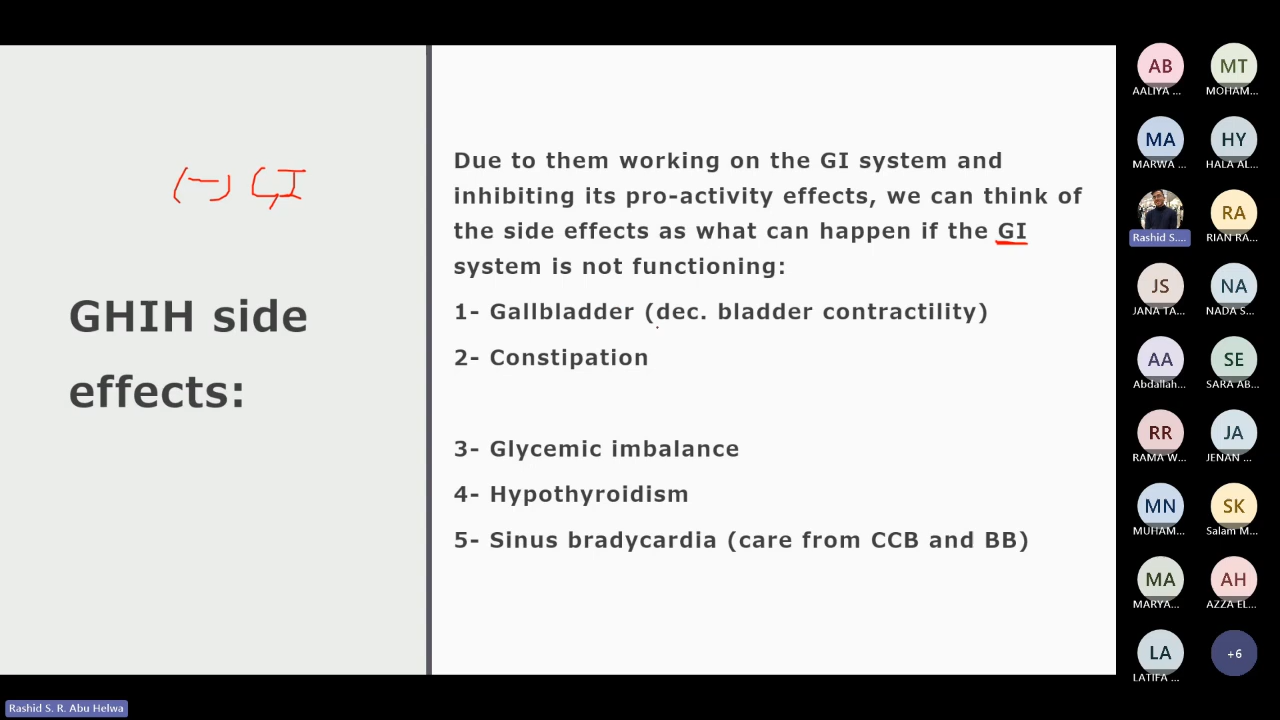 (-) GI
GHIH side
effects:
Due to them working on the GI system and
inhibiting its pro-activity effects, we can think of
the side effects as what can happen if the GI
system is not functioning:
1- Gallbladder (dec. bladder contractility)
2- Constipation
3- Glycemic imbalance
4- Hypothyroidism
5- Sinus bradycardia (care from CCB and BB)
AB
AALIYA ...
MT
MOHAM...
MA
MARWA ...
HY
HALA AL...
Rashid S....
RA
RIAN RA...
JS
JANA TA...
NA
NADA S...
AA
Abdallah...
SE
SARA AB...
RR
RAMA W...
JA
JENAN ...
MN
MUHAM...
SK
Salam M...
MA
MARYA...
AH
AZZA EL...
LA
LATIFA ...
+6
Rashid S. R. Abu Helwa